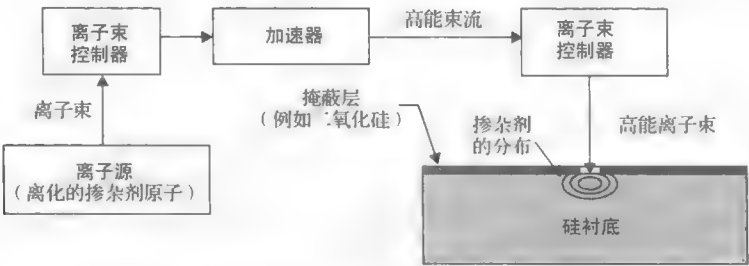 离子束
控制器
加速器
高能束流
离子束
控制器
离子束
掩蔽层
（例如二氧化硅）
掺杂剂
的分布
高能离子束
离子源
（离化的掺杂剂原子）
硅衬底